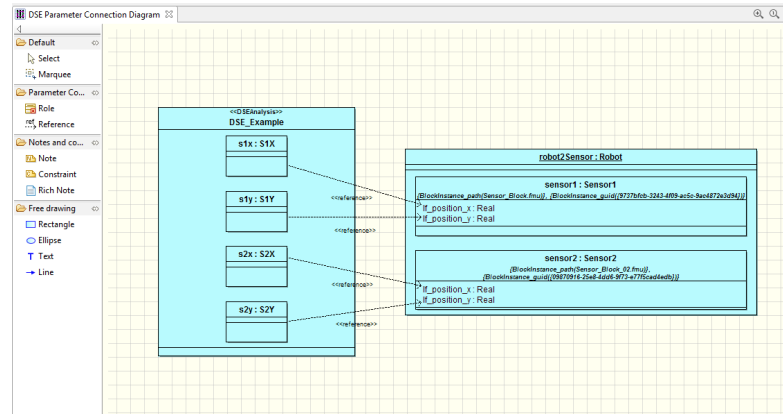 DSE Parameter Connection Diagram
Default
Select
Marquee
Parameter Co...
Role
Reference
Notes and co...
Note
Constraint
Rich Note
Free drawing
Rectangle
Ellipse
Text
Line
<<DSEAnalysis>>
DSE_Example
s1x : S1X
s1y : S1Y
s2x : S2X
s2y : S2Y
<<reference>>
<<reference>>
<<reference>>
<<reference>>
robot2Sensor : Robot
sensor1 : Sensor1
{BlockInstance_path(Sensor_Block.fmu)}, {BlockInstance_guid({9737bfcb-3243-4f09-ac5c-9ac4872e3d94})}
lf_position_x : Real
lf_position_y : Real
sensor2 : Sensor2
{BlockInstance_path(Sensor_Block_02.fmu)},
{BlockInstance_guid({09870916-25e8-4dd6-9f73-e77f5cad4edb})}
lf_position_x : Real
lf_position_y : Real